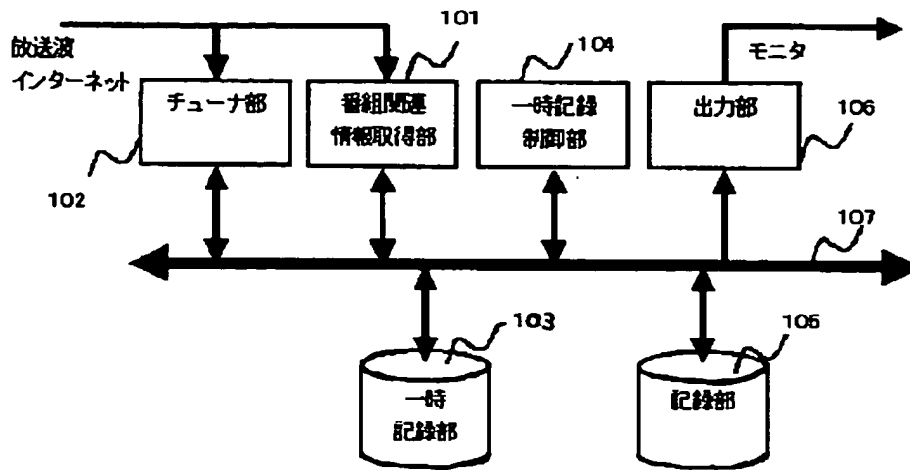 放送波
インターネット
101
104
モニタ
チューナ部
番組関連
情報取得部
一時記録
制御部
出力部
106
102
107
103
105
一時
記録部
記録部